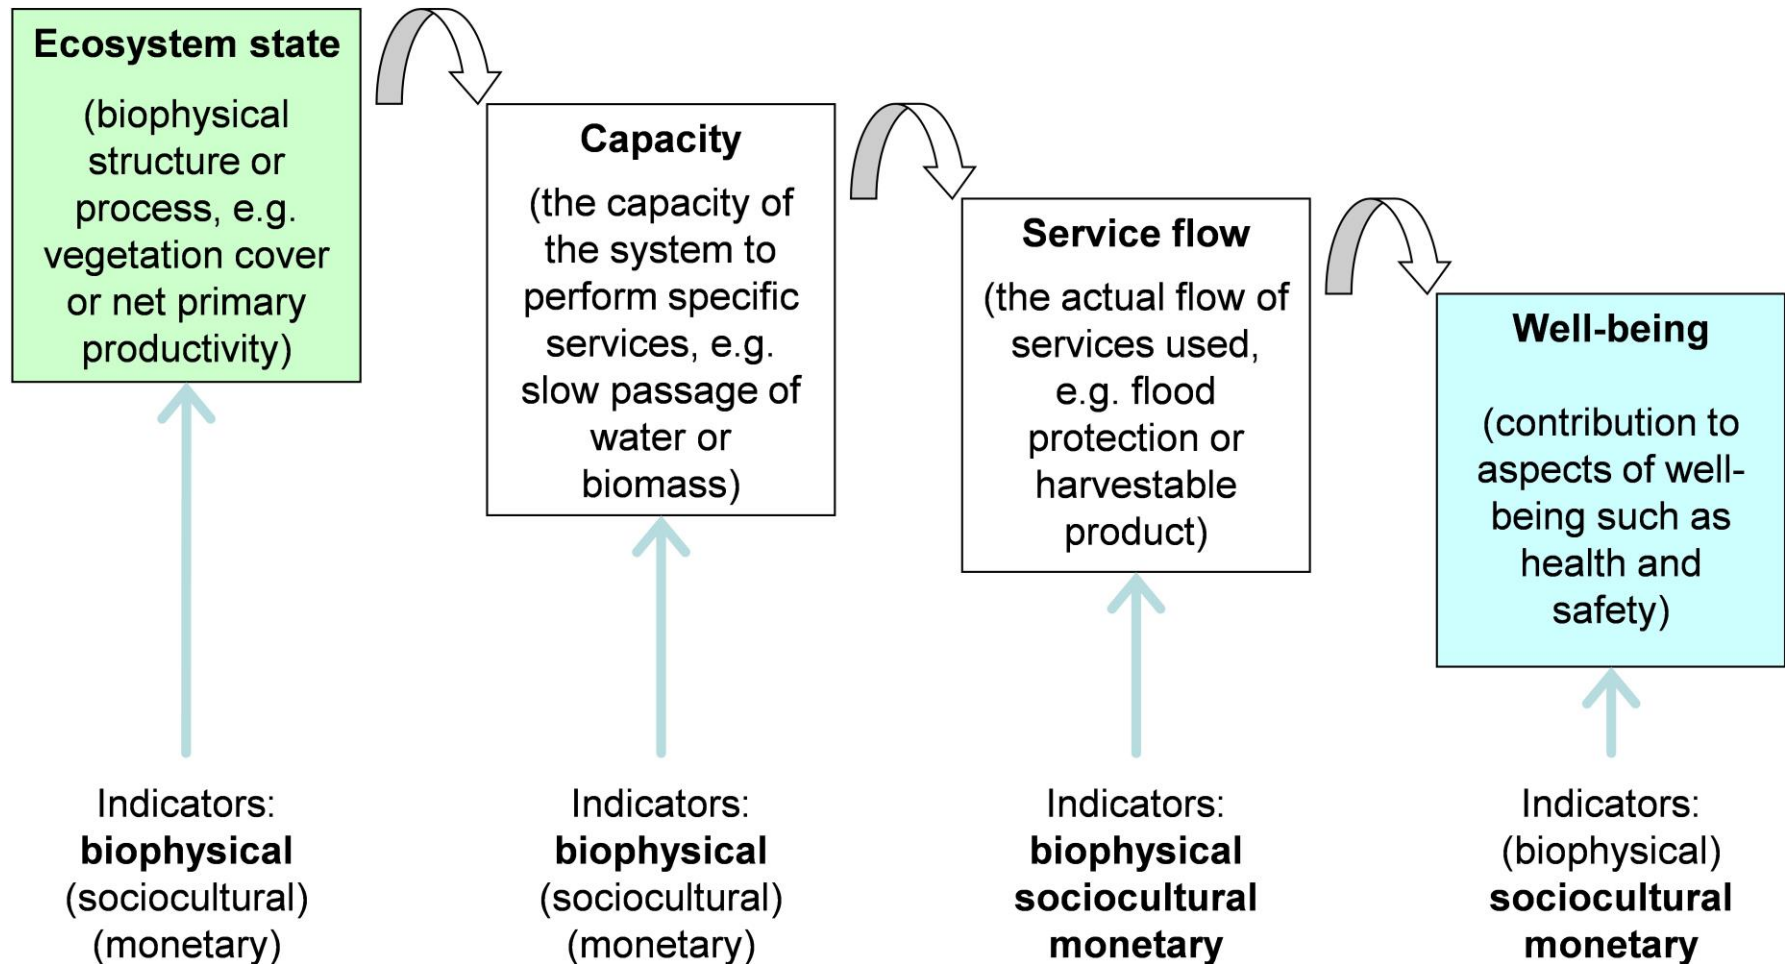 Ecosystem state
(biophysical
structure or
process, e.g.
vegetation cover
or net primary
productivity)
Capacity
(the capacity of
the system to
perform specific
services, e.g.
slow passage of
water or
biomass)
Service flow
(the actual flow of
services used,
e.g. flood
protection or
harvestable
product)
Well-being
(contribution to
aspects of well-
being such as
health and
safety)
Indicators:
biophysical
(sociocultural)
(monetary)
Indicators:
biophysical
(sociocultural)
(monetary)
Indicators:
biophysical
sociocultural
monetary
Indicators:
(biophysical)
sociocultural
monetary